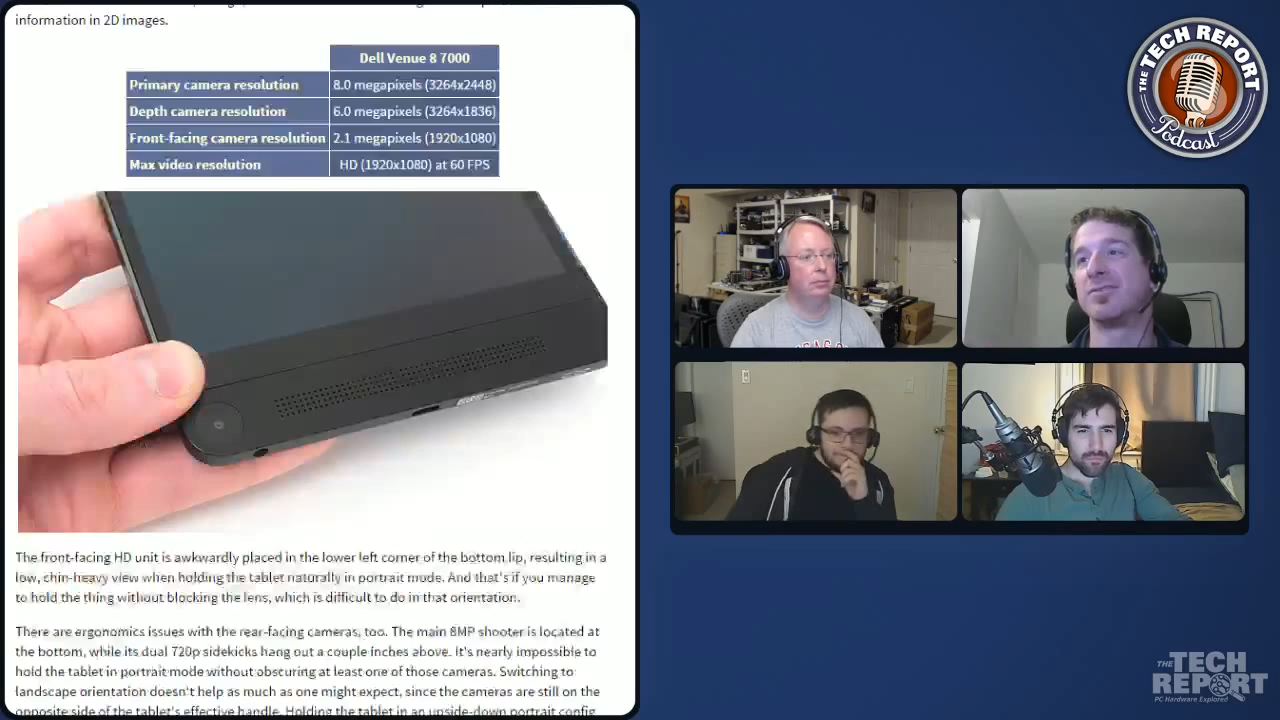 information in 2D images.
Dell Venue 8 7000
Primary camera resolution 8.0 megapixels (3264x2448)
Depth camera resolution 6.0 megapixels (3264x1836)
Front-facing camera resolution 2.1 megapixels (1920x1080)
Max video resolution HD (1920x1080) at 60 FPS
The front-facing HD unit is awkwardly placed in the lower left corner of the bottom lip, resulting in a
low, chin-heavy view when holding the tablet naturally in portrait mode. And that's if you manage
to hold the thing without blocking the lens, which is difficult to do in that orientation.
There are ergonomics issues with the rear-facing cameras, too. The main 8MP shooter is located at
the bottom, while its dual 720p sidekicks hang out a couple inches above. It's nearly impossible to
hold the tablet in portrait mode without obscuring at least one of those cameras. Switching to
landscape orientation doesn't help as much as one might expect, since the cameras are still on the
opposite side of the tablet's effective handle. Holding the tablet in an upside-down portrait config
THE TECH REPORT
Podcast
THE TECH
REPORT
PC Hardware Explored